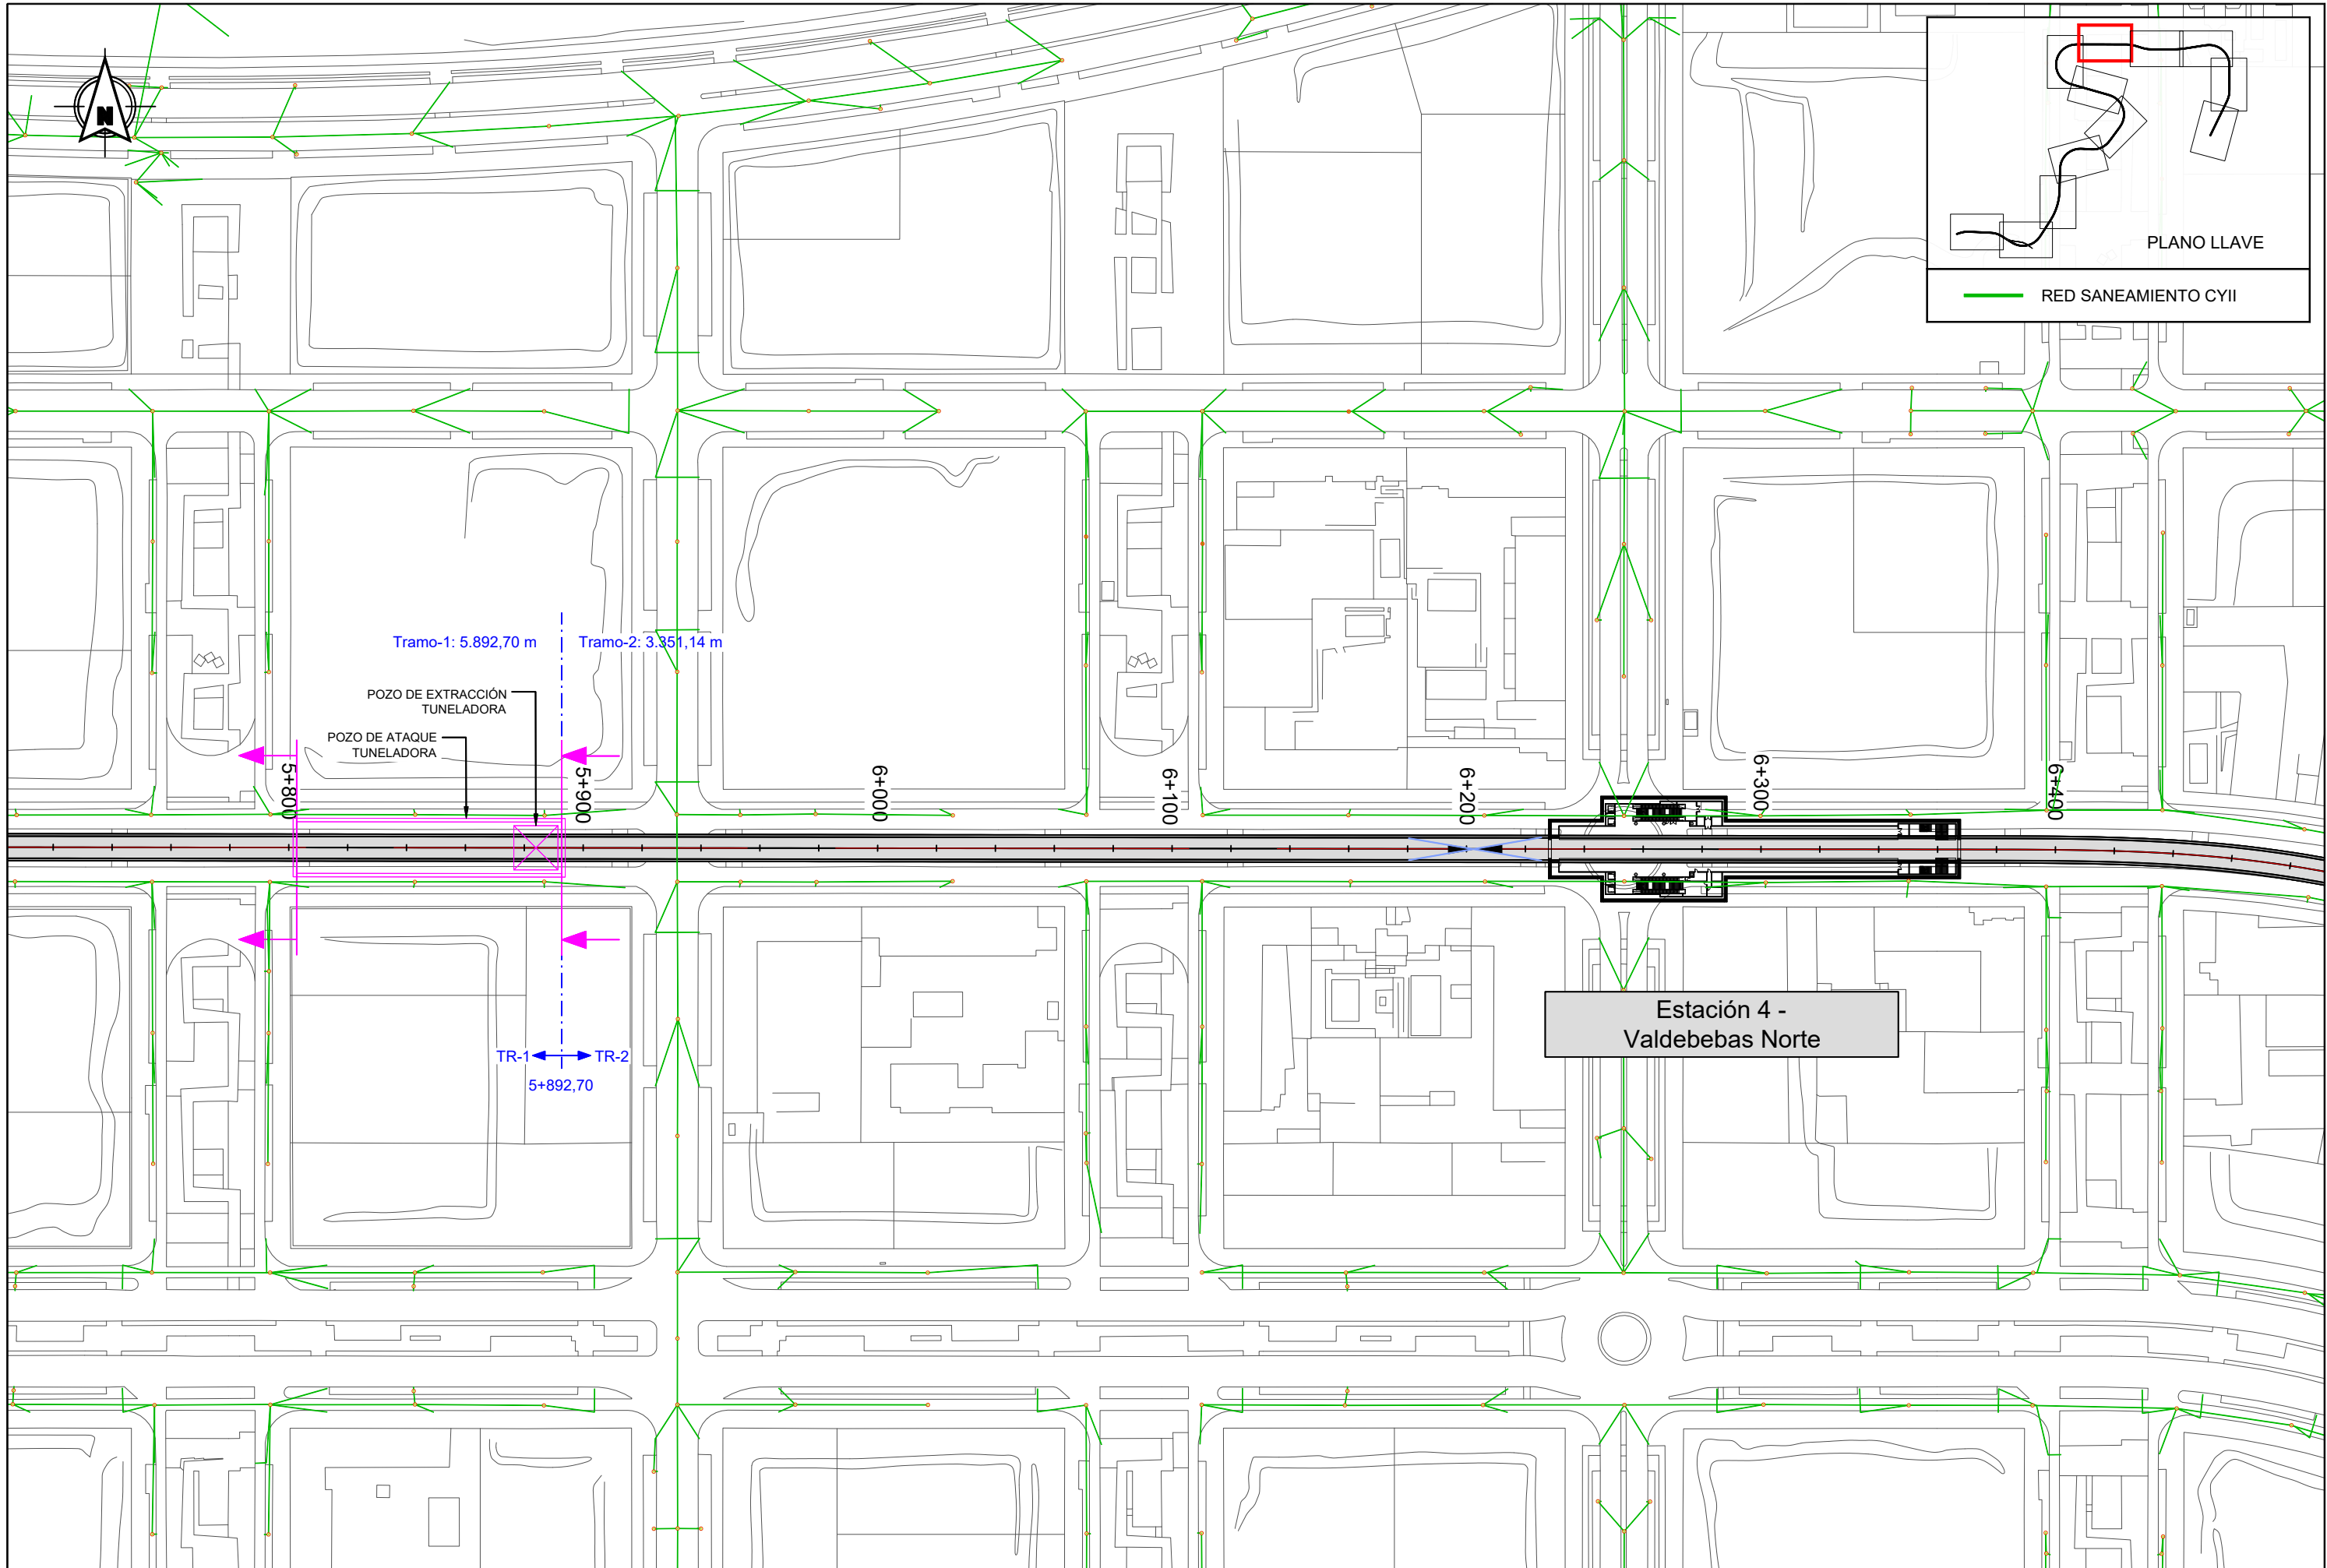 N
PLANO LLAVE
RED SANEAMIENTO CYII
Tramo-1: 5.892,70 m
Tramo-2: 3.351,14 m
POZO DE EXTRACCIÓN
TUNELADORA
POZO DE ATAQUE
TUNELADORA
5+800
5+900
6+000
6+100
6+200
6+300
6+400
Estación 4 -
Valdebebas Norte
TR-1
TR-2
5+892,70